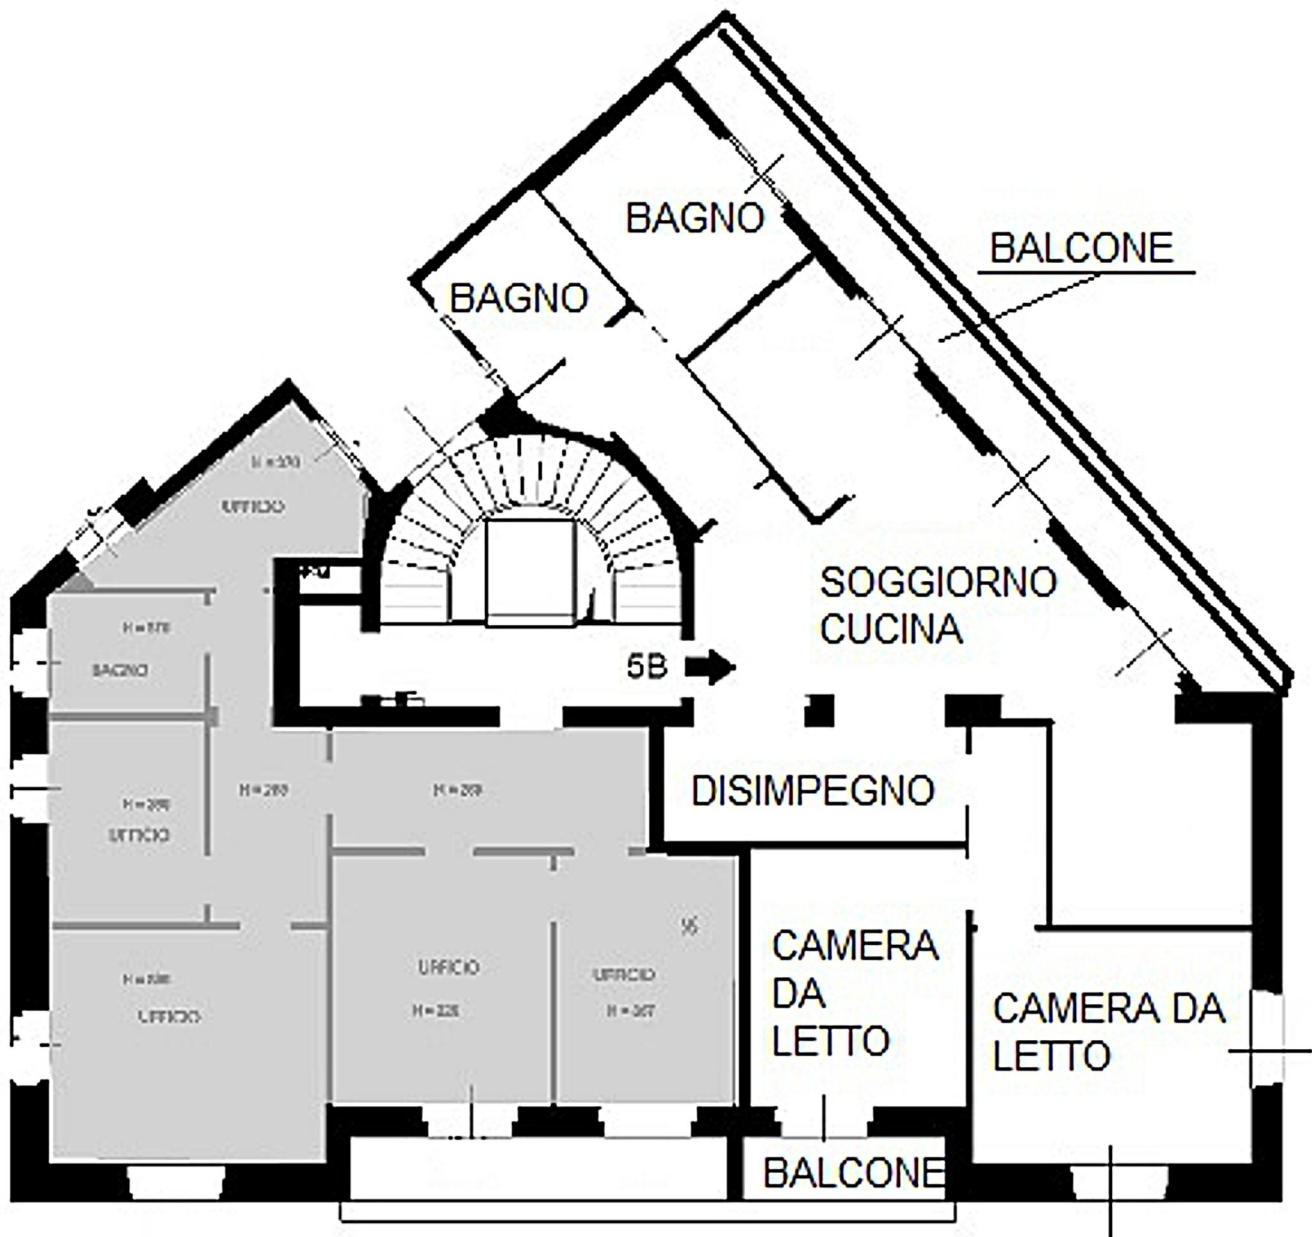 BAGNO
BALCONE
BAGNO
UFFICIO
SOGGIORNO
CUCINA
5B
BAGNO
DISIMPEGNO
H=280
UFFICIO
CAMERA
DA
LETTO
UFFICIO
UFFICIO
CAMERA DA
LETTO
UFFICIO
BALCONE